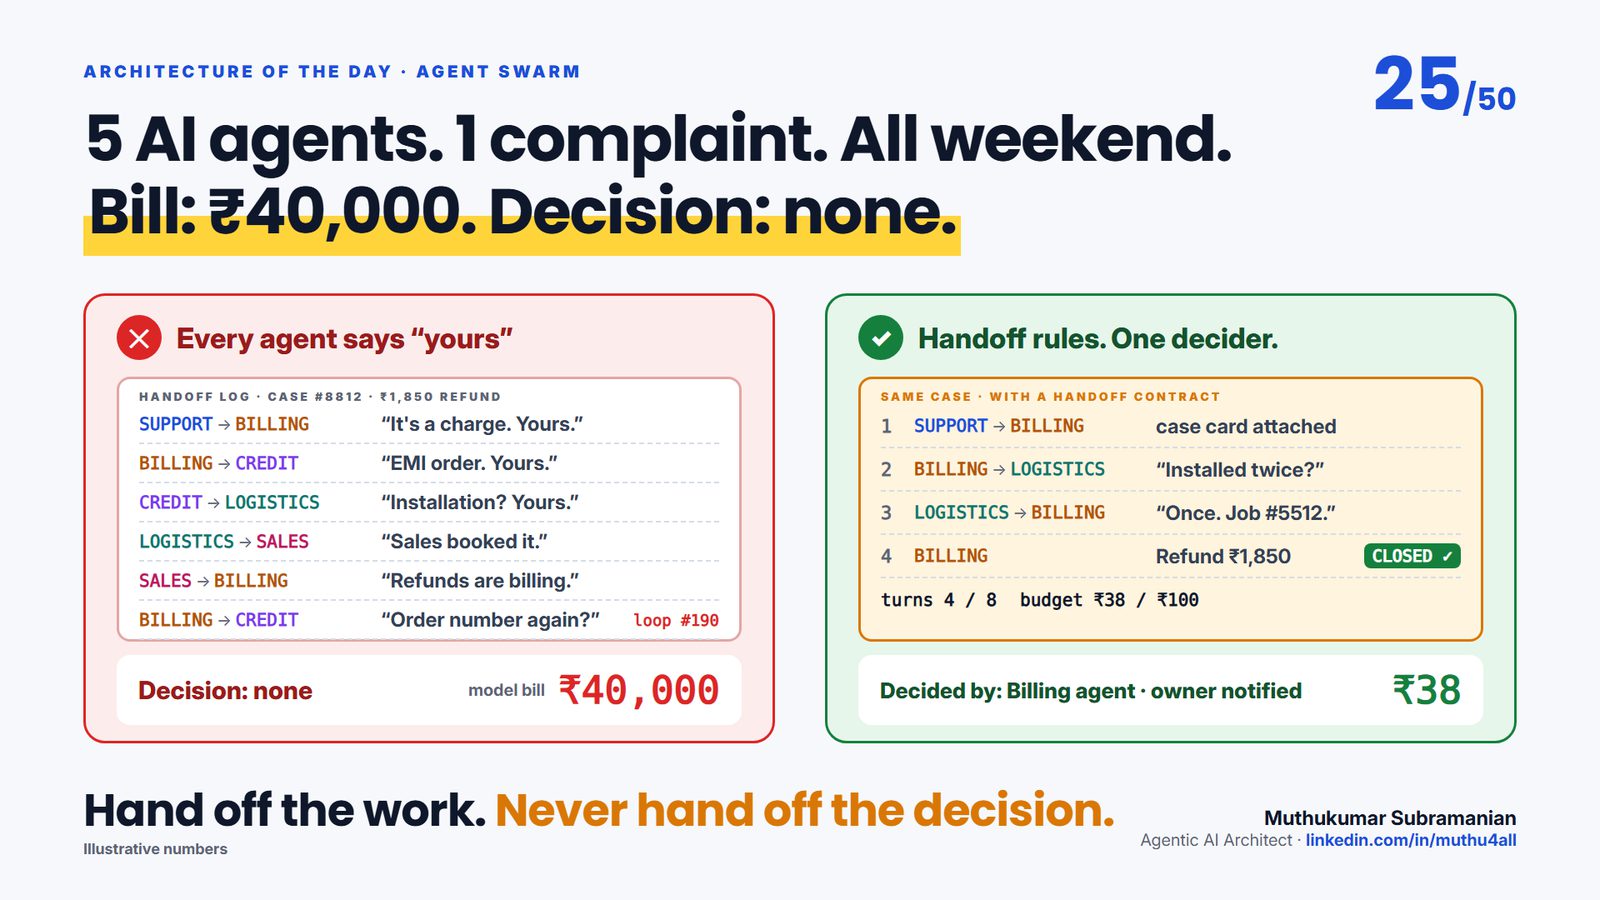 ARCHITECTURE OF THE DAY · AGENT SWARM
25/50
5 AI agents. 1 complaint. All weekend.
Bill: ₹40,000. Decision: none.
Every agent says “yours”
HANDOFF LOG · CASE #8812 · ₹1,850 REFUND
SUPPORT → BILLING “It's a charge. Yours.”
BILLING → CREDIT “EMI order. Yours.”
CREDIT → LOGISTICS “Installation? Yours.”
LOGISTICS → SALES “Sales booked it.”
SALES → BILLING “Refunds are billing.”
BILLING → CREDIT “Order number again?” loop #190
Decision: none model bill ₹40,000
Handoff rules. One decider.
SAME CASE · WITH A HANDOFF CONTRACT
1 SUPPORT → BILLING case card attached
2 BILLING → LOGISTICS “Installed twice?”
3 LOGISTICS → BILLING “Once. Job #5512.”
4 BILLING Refund ₹1,850 CLOSED ✓
turns 4 / 8 budget ₹38 / ₹100
Decided by: Billing agent · owner notified ₹38
Hand off the work. Never hand off the decision.
Illustrative numbers
Muthukumar Subramanian
Agentic AI Architect · linkedin.com/in/muthu4all